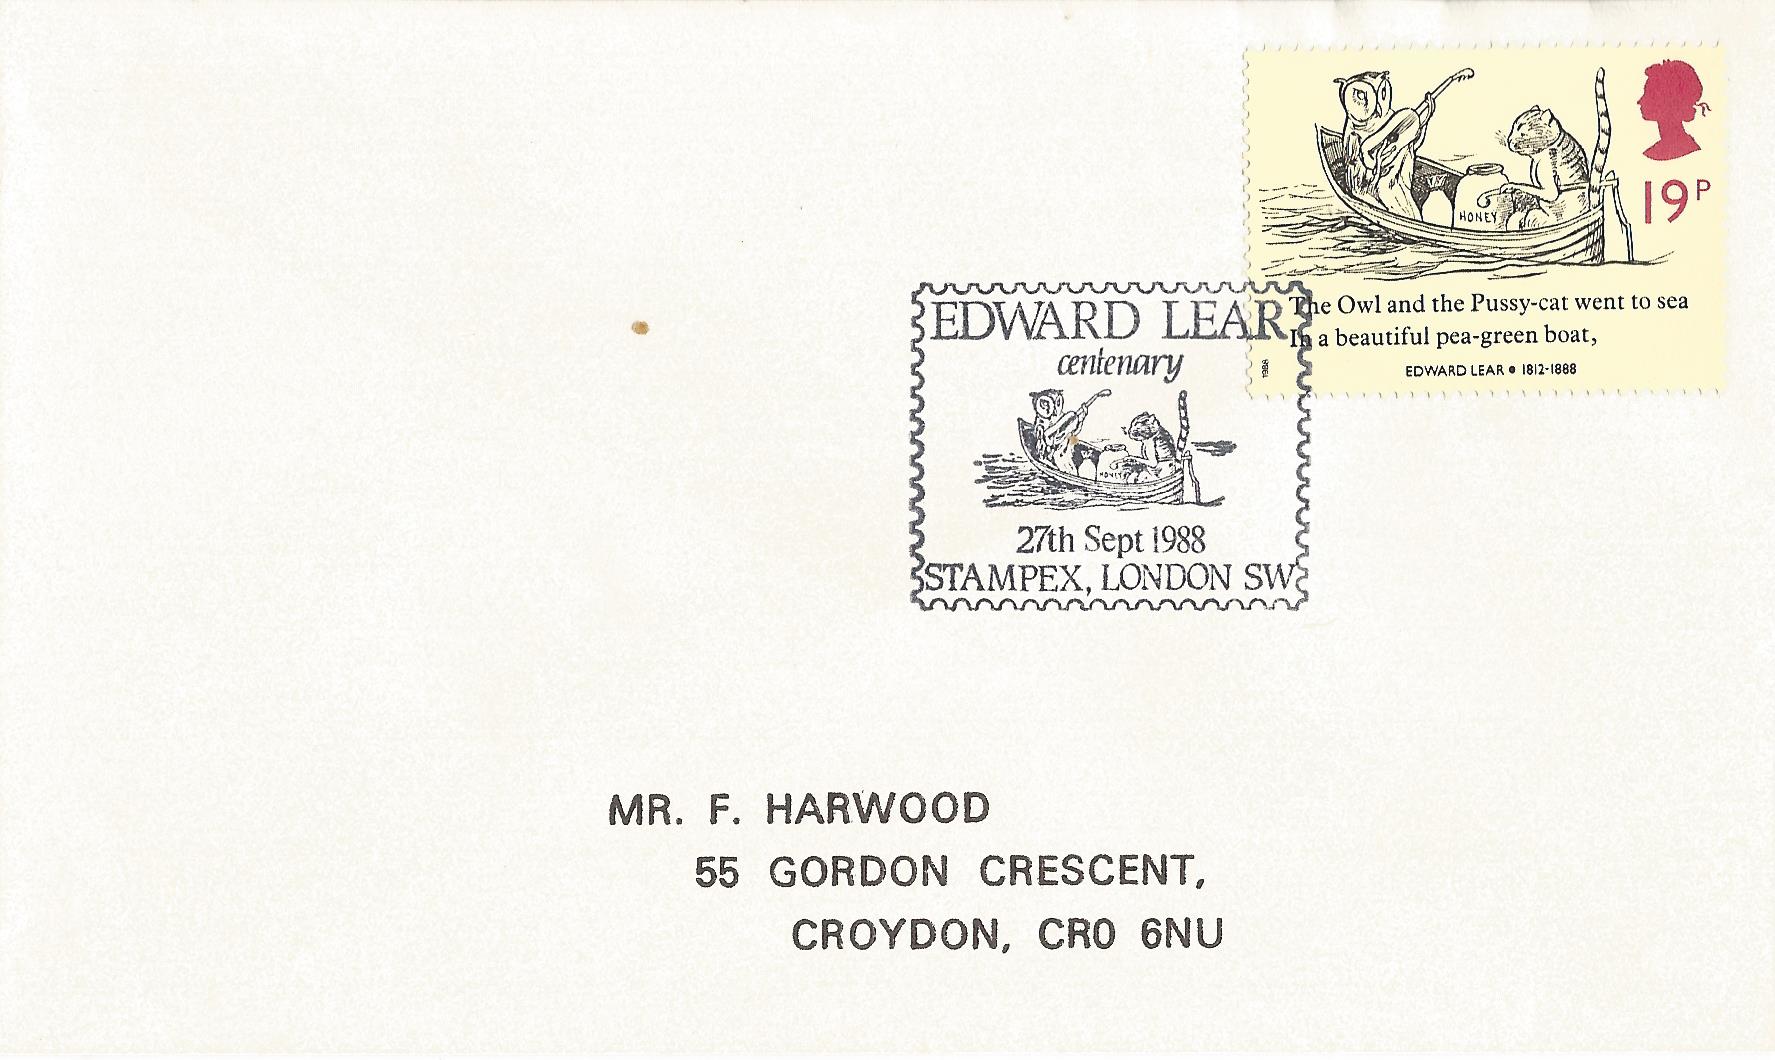 19P
HONEY
The Owl and the Pussy-cat went to sea
In a beautiful pea-green boat,
EDWARD LEAR • 1812-1888
1988
EDWARD LEAR
centenary
HONEY
27th Sept 1988
STAMPEX, LONDON SW
MR. F. HARWOOD
55 GORDON CRESCENT,
CROYDON, CR0 6NU